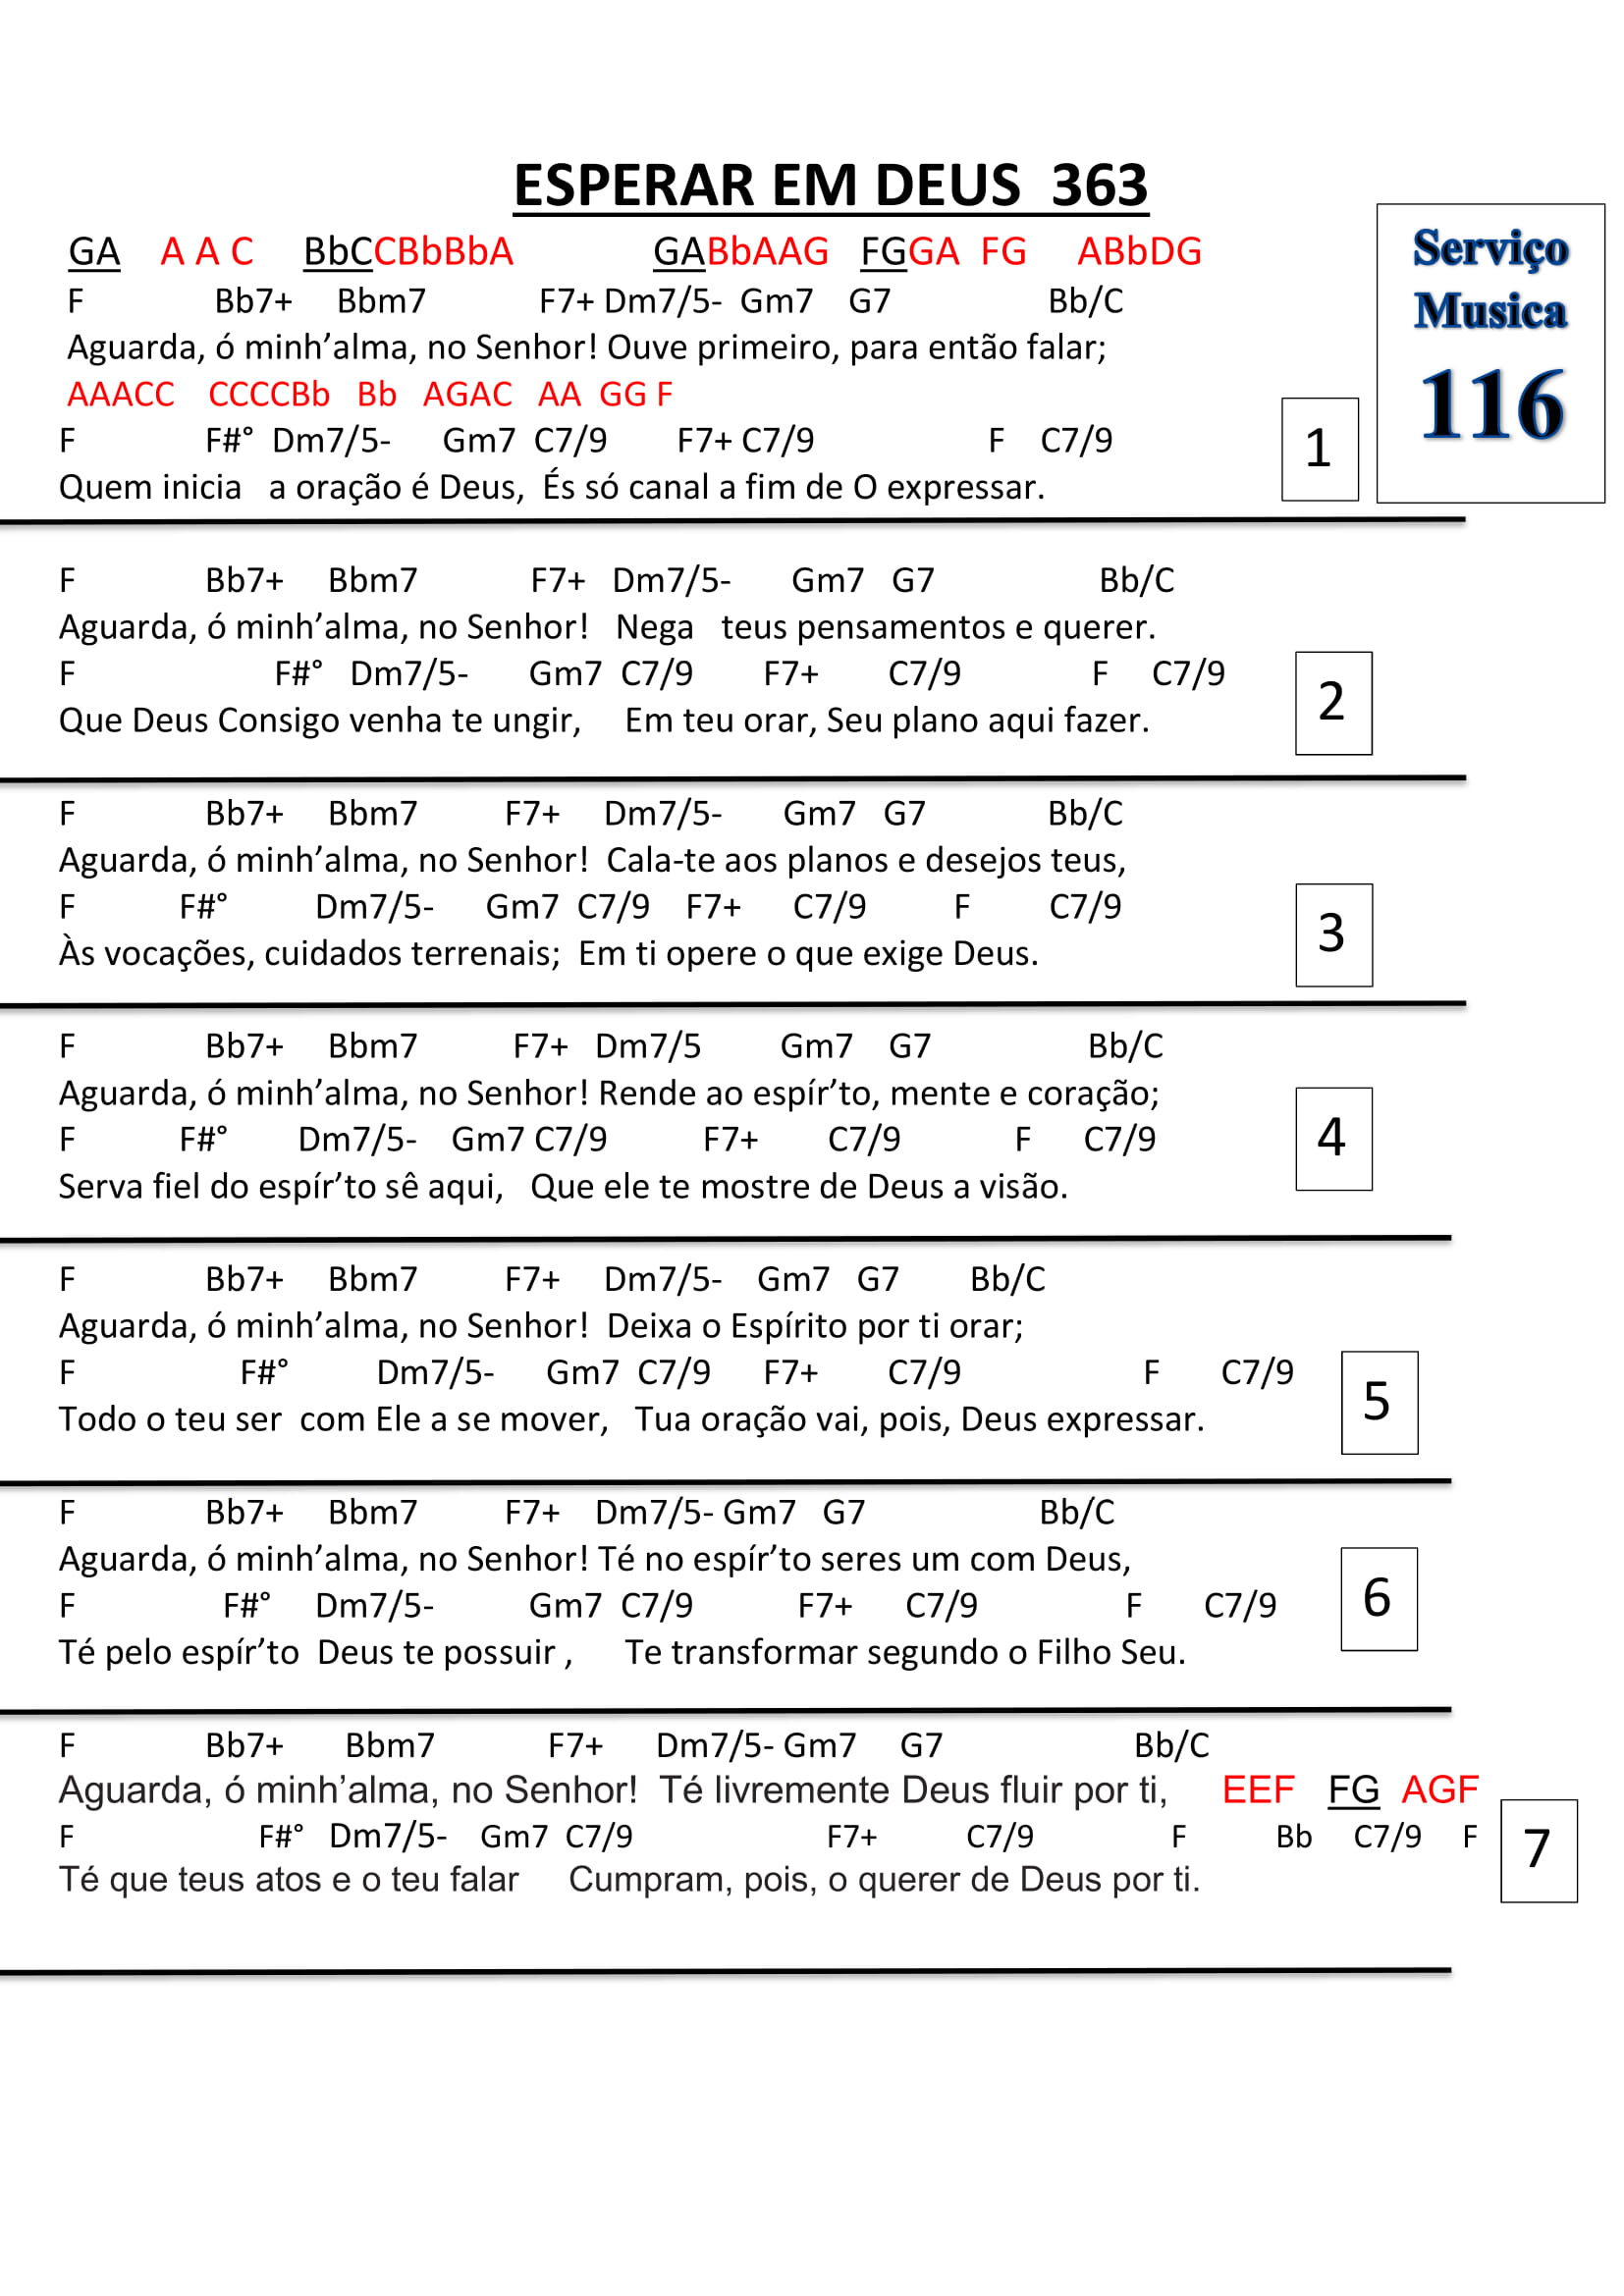 ESPERAR EM DEUS  363
GA    A A C    BbCCBbBbA    GABbAAG   FGGA  FG    ABbDG
Serviço
Musica
116
F    Bb7+    Bbm7    F7+ Dm7/5-  Gm7    G7    Bb/C
Aguarda, ó minh’alma, no Senhor! Ouve primeiro, para então falar;
AAACC    CCCCBb   Bb   AGAC   AA  GG F
F    F#°  Dm7/5-    Gm7  C7/9    F7+ C7/9    F    C7/9
1
Quem inicia   a oração é Deus,  És só canal a fim de O expressar.
F    Bb7+    Bbm7    F7+   Dm7/5-    Gm7   G7    Bb/C
Aguarda, ó minh’alma, no Senhor!   Nega   teus pensamentos e querer.
F    F#°   Dm7/5-    Gm7  C7/9    F7+    C7/9    F    C7/9
2
Que Deus Consigo venha te ungir,     Em teu orar, Seu plano aqui fazer.
F    Bb7+    Bbm7    F7+    Dm7/5-    Gm7   G7    Bb/C
Aguarda, ó minh’alma, no Senhor!  Cala-te aos planos e desejos teus,
F    F#°    Dm7/5-    Gm7  C7/9    F7+    C7/9    F    C7/9
3
Às vocações, cuidados terrenais;  Em ti opere o que exige Deus.
F    Bb7+    Bbm7    F7+   Dm7/5    Gm7    G7    Bb/C
Aguarda, ó minh’alma, no Senhor! Rende ao espír’to, mente e coração;
F    F#°    Dm7/5-    Gm7 C7/9    F7+    C7/9    F    C7/9
4
Serva fiel do espír’to sê aqui,   Que ele te mostre de Deus a visão.
F    Bb7+    Bbm7    F7+    Dm7/5-    Gm7   G7    Bb/C
Aguarda, ó minh’alma, no Senhor!  Deixa o Espírito por ti orar;
F    F#°    Dm7/5-    Gm7  C7/9    F7+    C7/9    F    C7/9
5
Todo o teu ser  com Ele a se mover,   Tua oração vai, pois, Deus expressar.
F    Bb7+    Bbm7    F7+    Dm7/5- Gm7   G7    Bb/C
Aguarda, ó minh’alma, no Senhor! Té no espír’to seres um com Deus,
F    F#°    Dm7/5-    Gm7  C7/9    F7+    C7/9    F    C7/9
6
Té pelo espír’to  Deus te possuir ,      Te transformar segundo o Filho Seu.
F    Bb7+    Bbm7    F7+    Dm7/5- Gm7    G7    Bb/C
Aguarda, ó minh’alma, no Senhor!  Té livremente Deus fluir por ti,     EEF   FG  AGF
F    F#°   Dm7/5-   Gm7  C7/9    F7+    C7/9    F    Bb    C7/9    F
7
Té que teus atos e o teu falar     Cumpram, pois, o querer de Deus por ti.